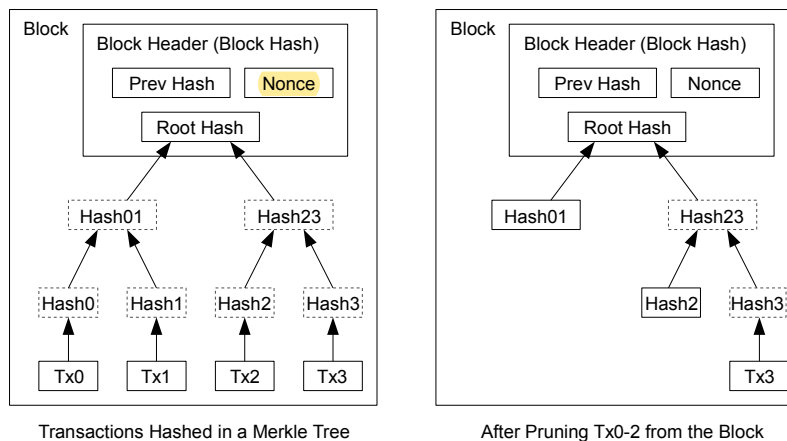 Block
Block Header (Block Hash)
Prev Hash
Nonce
Root Hash
Hash01
Hash23
Hash0
Hash1
Hash2
Hash3
Tx0
Tx1
Tx2
Tx3
Transactions Hashed in a Merkle Tree
Block
Block Header (Block Hash)
Prev Hash
Nonce
Root Hash
Hash01
Hash23
Hash2
Hash3
Tx3
After Pruning Tx0-2 from the Block